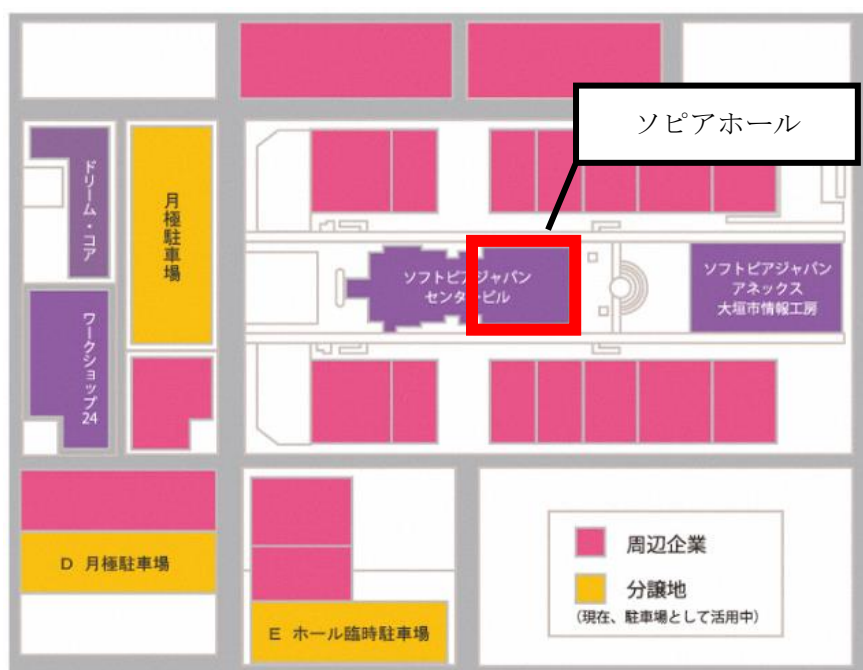 ソピアホール
ドリーム・コア
月極駐車場
ソフトピアジャパン
センタービル
ソフトピアジャパン
アネックス
大垣市情報工房
ワークショップ
24
D 月極駐車場
E ホール臨時駐車場
周辺企業
分譲地
(現在、駐車場として活用中)